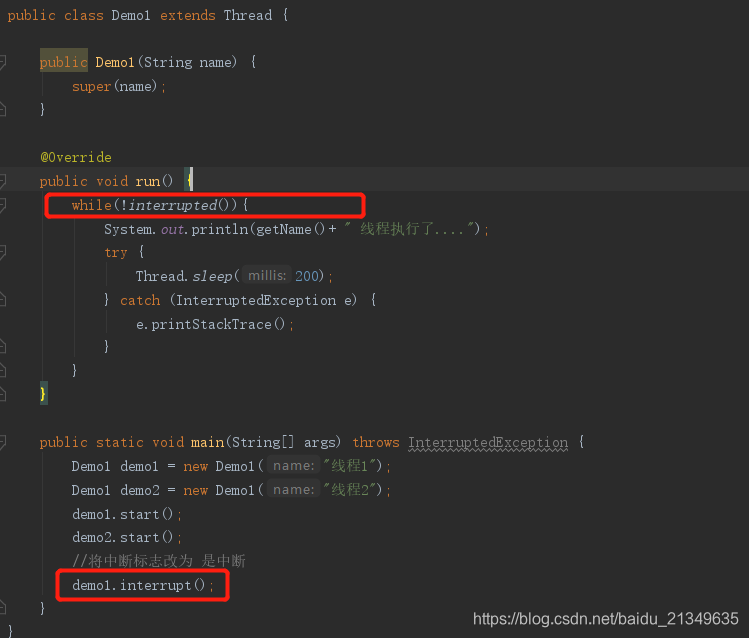 public class Demo1 extends Thread {
public Demo1(String name) {
super(name);
}
@Override
public void run() {
while(!interrupted()){
System.out.println(getName()+ " 线程执行了....");
try {
Thread.sleep( millis: 200);
} catch (InterruptedException e) {
e.printStackTrace();
}
}
}
public static void main(String[] args) throws InterruptedException {
Demo1 demo1 = new Demo1( name: "线程1");
Demo1 demo2 = new Demo1( name: "线程2");
demo1.start();
demo2.start();
//将中断标志改为 是中断
demo1.interrupt();
}
}
https://blog.csdn.net/baidu_21349635